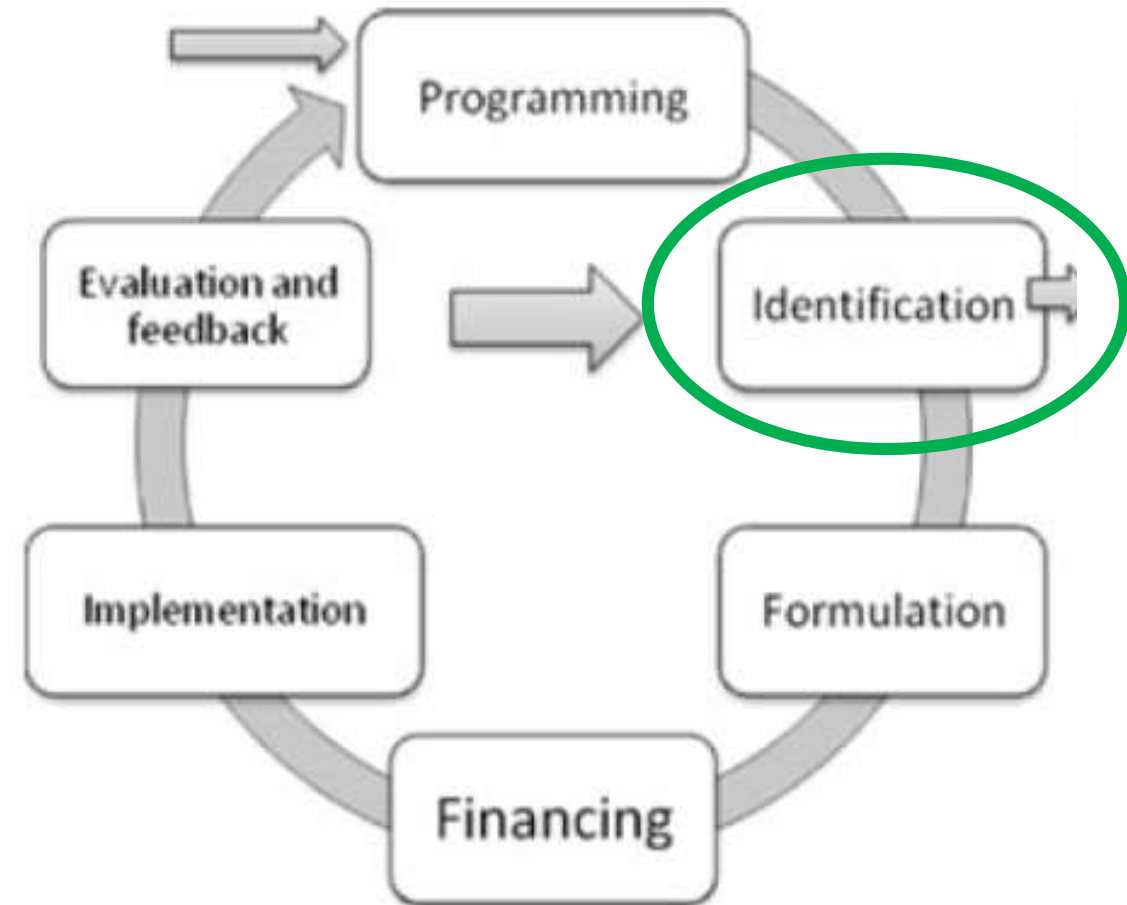 Programming
Identification
Formulation
Financing
Implementation
Evaluation and
feedback